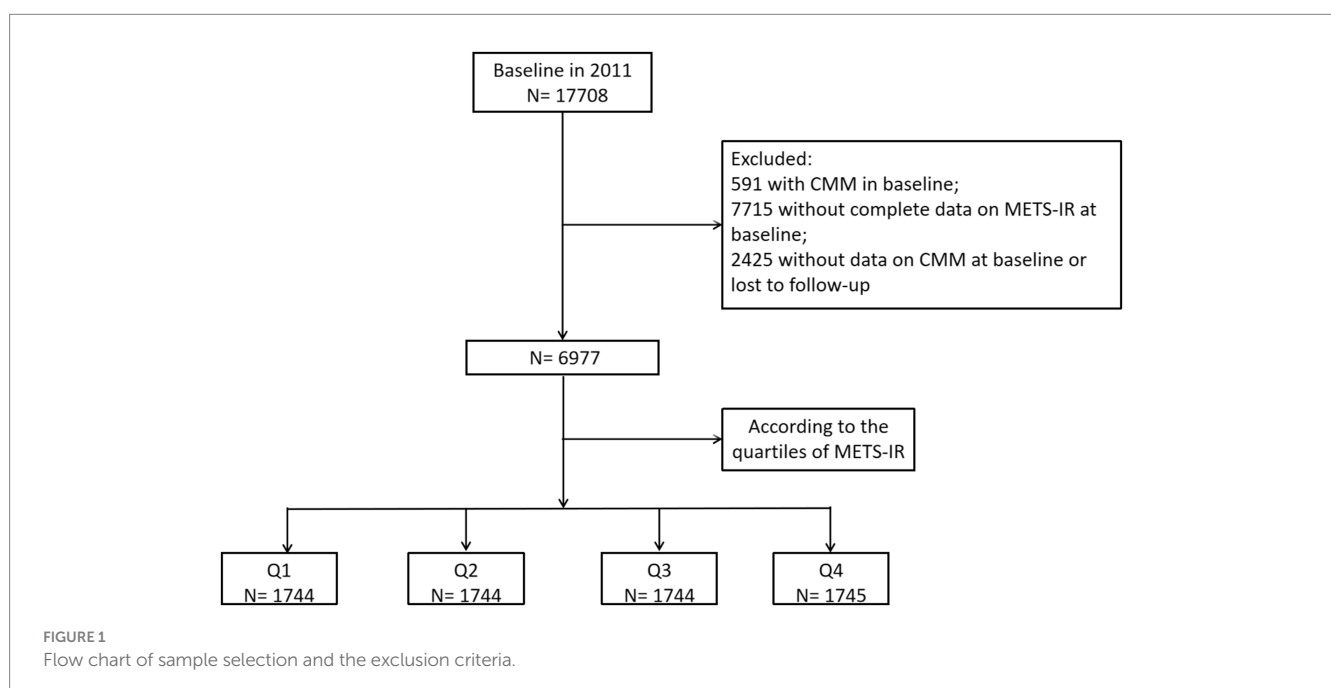 Baseline in 2011
N= 17708
Excluded:
591 with CMM in baseline;
7715 without complete data on METS-IR at
baseline;
2425 without data on CMM at baseline or
lost to follow-up
N= 6977
According to the
quartiles of METS-IR
Q1
N= 1744
Q2
N= 1744
Q3
N= 1744
Q4
N= 1745
FIGURE 1
Flow chart of sample selection and the exclusion criteria.